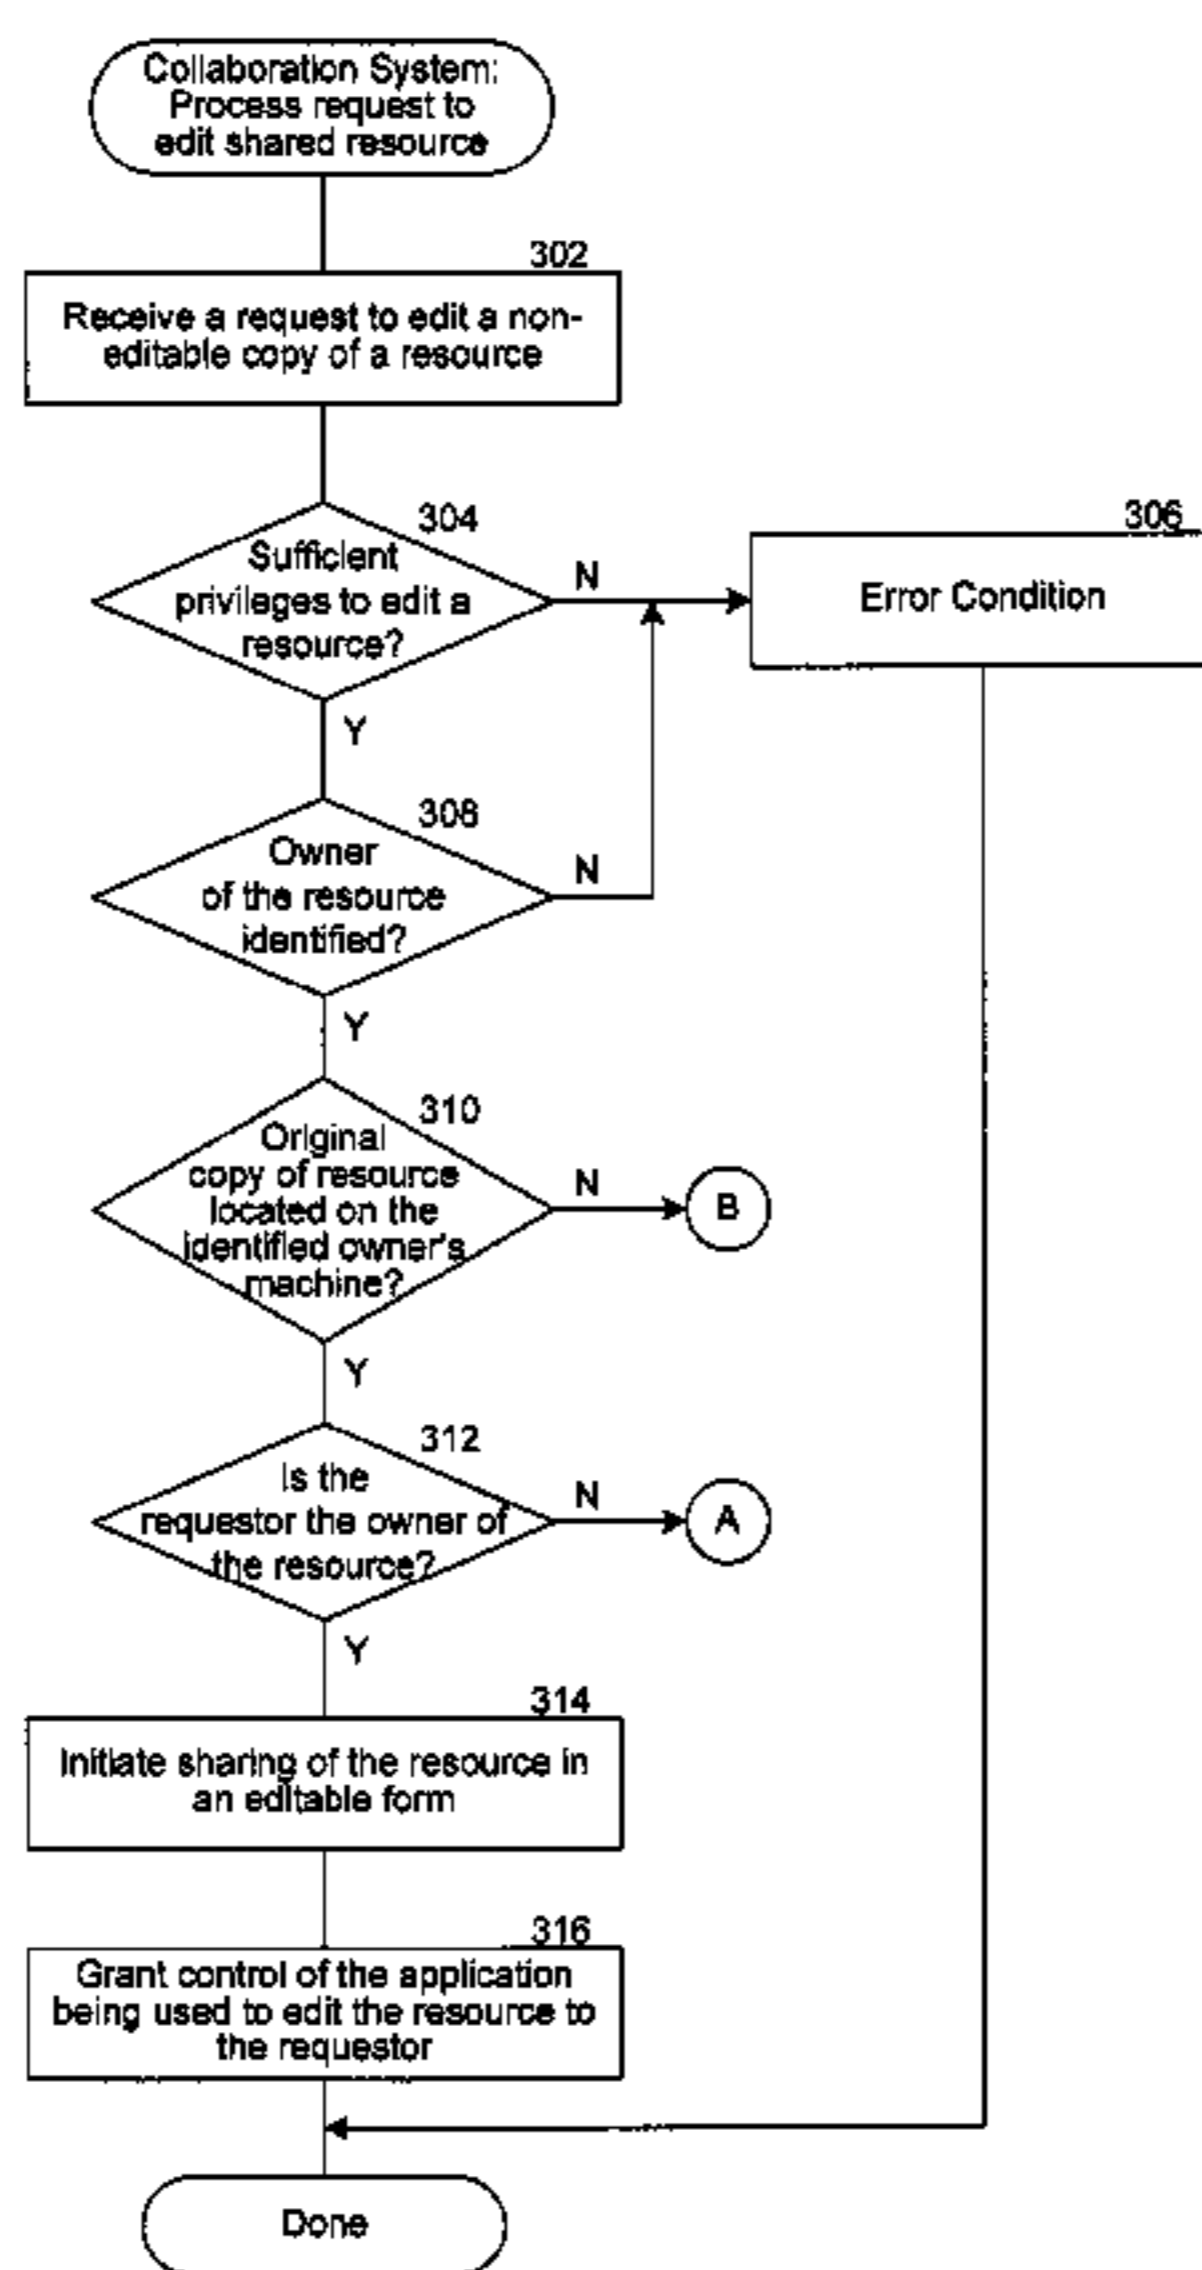 Collaboration System:
Process request to
edit shared resource
302
Receive a request to edit a non-
editable copy of a resource
304
Sufficient
privileges to edit a
resource?
N
306
Error Condition
Y
308
Owner
of the resource
identified?
N
Y
310
Original
copy of resource
located on the
identified owner's
machine?
N
B
Y
312
Is the
requestor the owner of
the resource?
N
A
Y
314
Initiate sharing of the resource in
an editable form
316
Grant control of the application
being used to edit the resource to
the requestor
Done